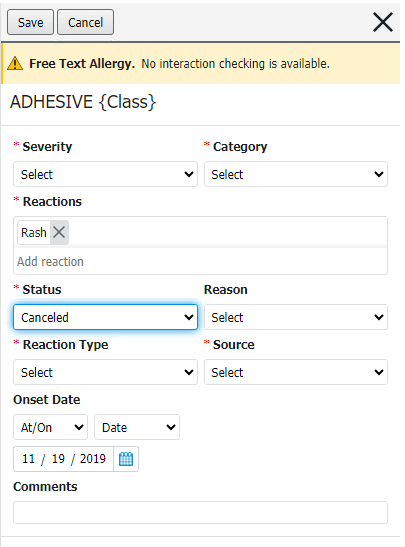 Save Cancel
Free Text Allergy. No interaction checking is available.
ADHESIVE {Class}
* Severity * Category
Select Select
* Reactions
Rash
Add reaction
* Status Reason
Canceled Select
* Reaction Type * Source
Select Select
Onset Date
At/On Date
11 / 19 / 2019
Comments